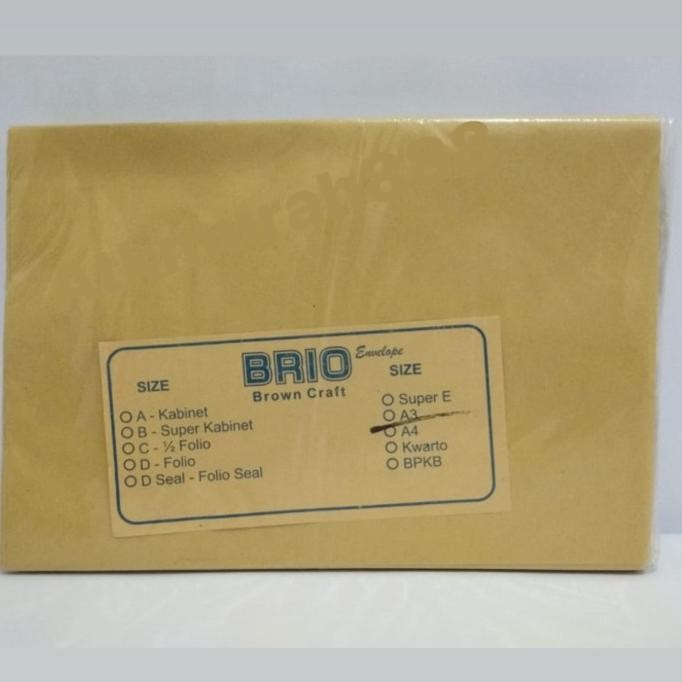 BRIO Envelope
Brown Craft
SIZE
O A - Kabinet
O B - Super Kabinet
O C - ½ Folio
O D - Folio
O D Seal - Folio Seal
SIZE
O Super E
O A3
O A4
O Kwarto
O BPKB